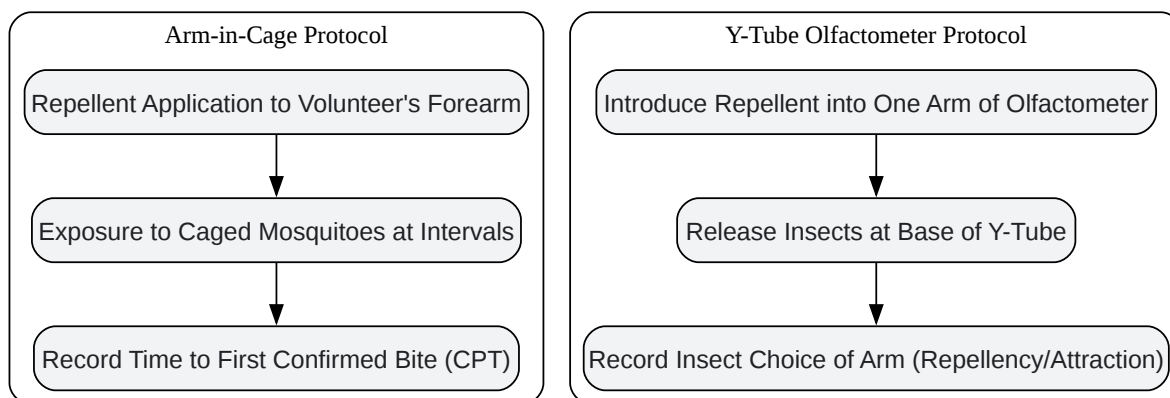 Arm-in-Cage Protocol
Repellent Application to Volunteer's Forearm
Exposure to Caged Mosquitoes at Intervals
Record Time to First Confirmed Bite (CPT)
Y-Tube Olfactometer Protocol
Introduce Repellent into One Arm of Olfactometer
Release Insects at Base of Y-Tube
Record Insect Choice of Arm (Repellency/Attraction)